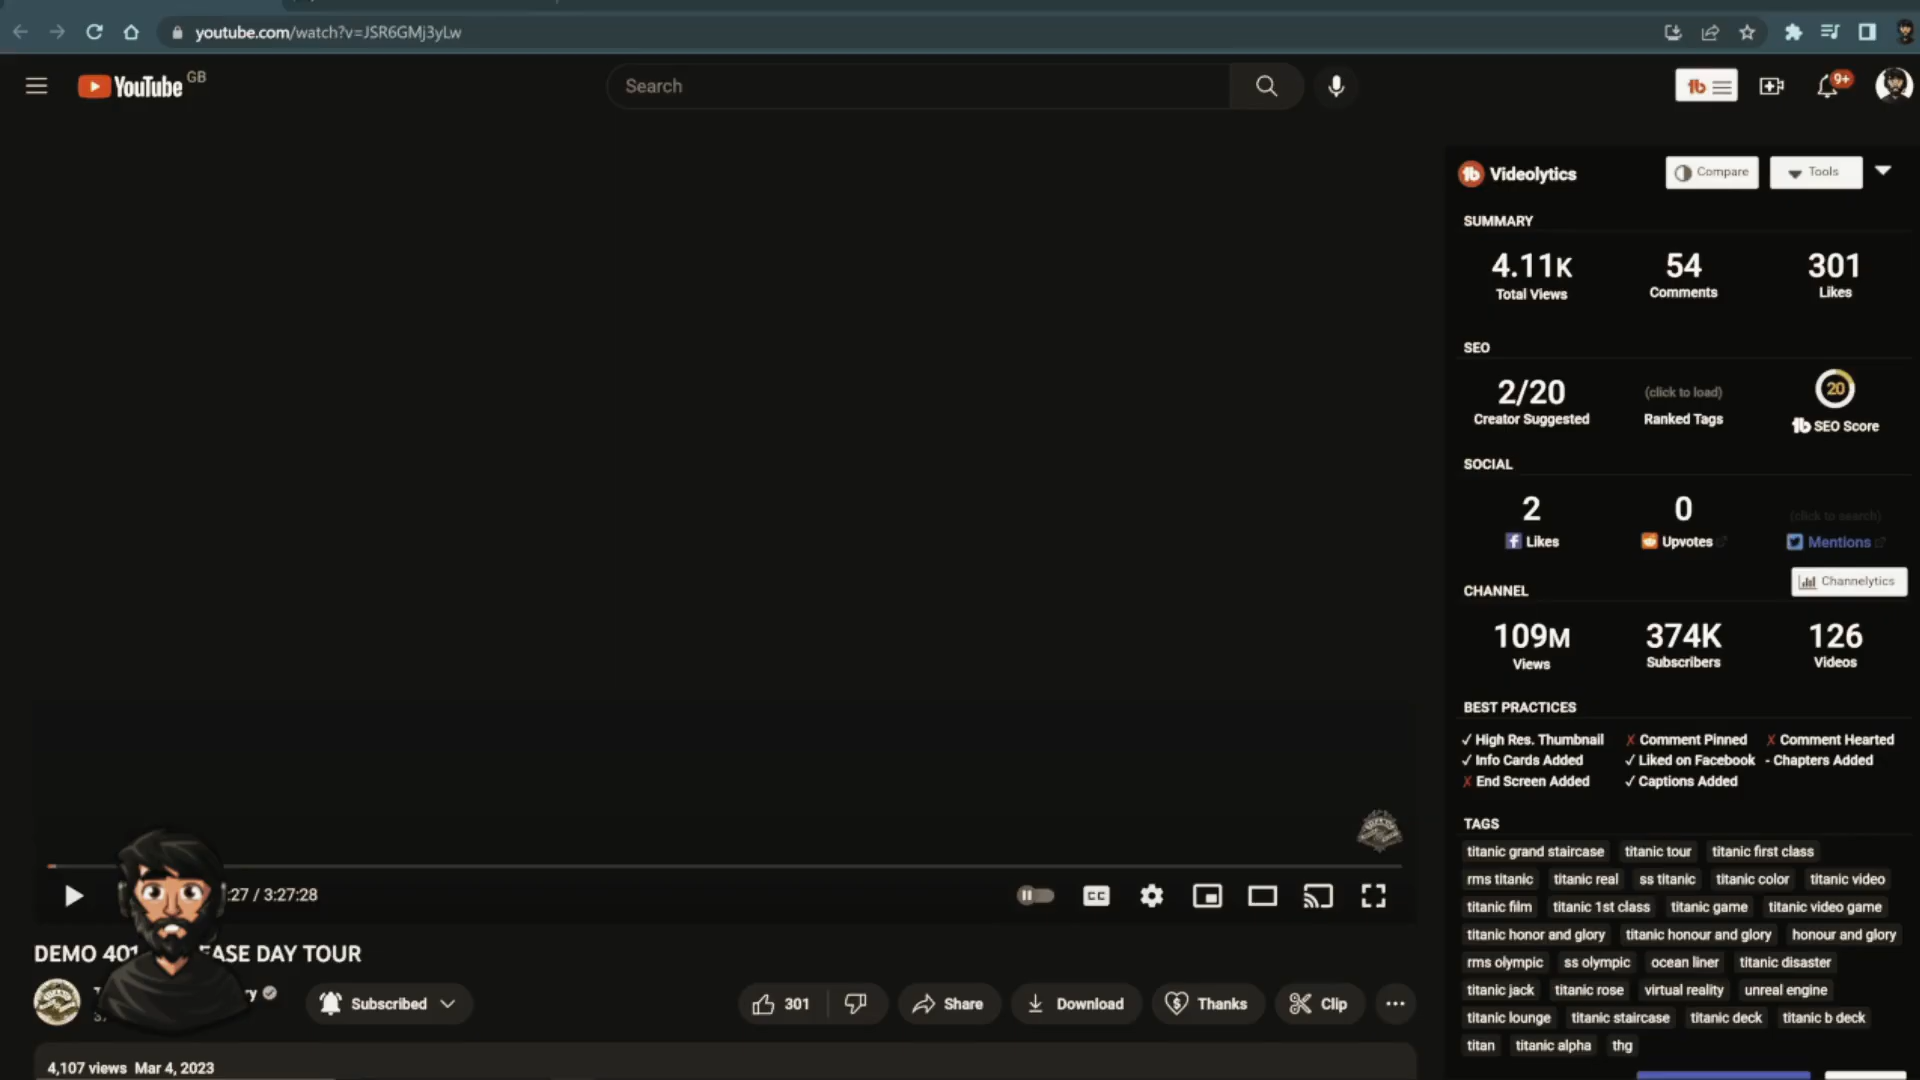 youtube.com/watch?v=JSR6GMj3yLw
YouTube GB
Search
9+
Videolytics
Compare
Tools
SUMMARY
4.11K 54 301
Total Views Comments Likes
SEO
2/20 (click to load) 20
Creator Suggested Ranked Tags SEO Score
SOCIAL
2 0 (click to search)
Likes Upvotes Mentions
CHANNEL Channelytics
109M 374K 126
Views Subscribers Videos
BEST PRACTICES
✓ High Res. Thumbnail ✗ Comment Pinned ✗ Comment Hearted
✓ Info Cards Added ✓ Liked on Facebook - Chapters Added
✗ End Screen Added ✓ Captions Added
TAGS
titanic grand staircase titanic tour titanic first class
rms titanic titanic real ss titanic titanic color titanic video
titanic film titanic 1st class titanic game titanic video game
titanic honor and glory titanic honour and glory honour and glory
rms olympic ss olympic ocean liner titanic disaster
titanic jack titanic rose virtual reality unreal engine
titanic lounge titanic staircase titanic deck titanic b deck
titan titanic alpha thg
:27 / 3:27:28
CC
DEMO 401 EASE DAY TOUR
ry
Subscribed
301
Share
Download
Thanks
Clip
4,107 views Mar 4, 2023